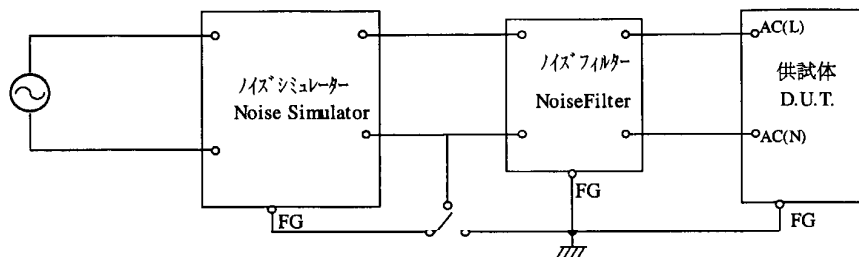 ノイズシミュレーター
Noise Simulator
FG
ノイズフィルター
NoiseFilter
FG
AC(L)
供試体
D.U.T.
AC(N)
FG